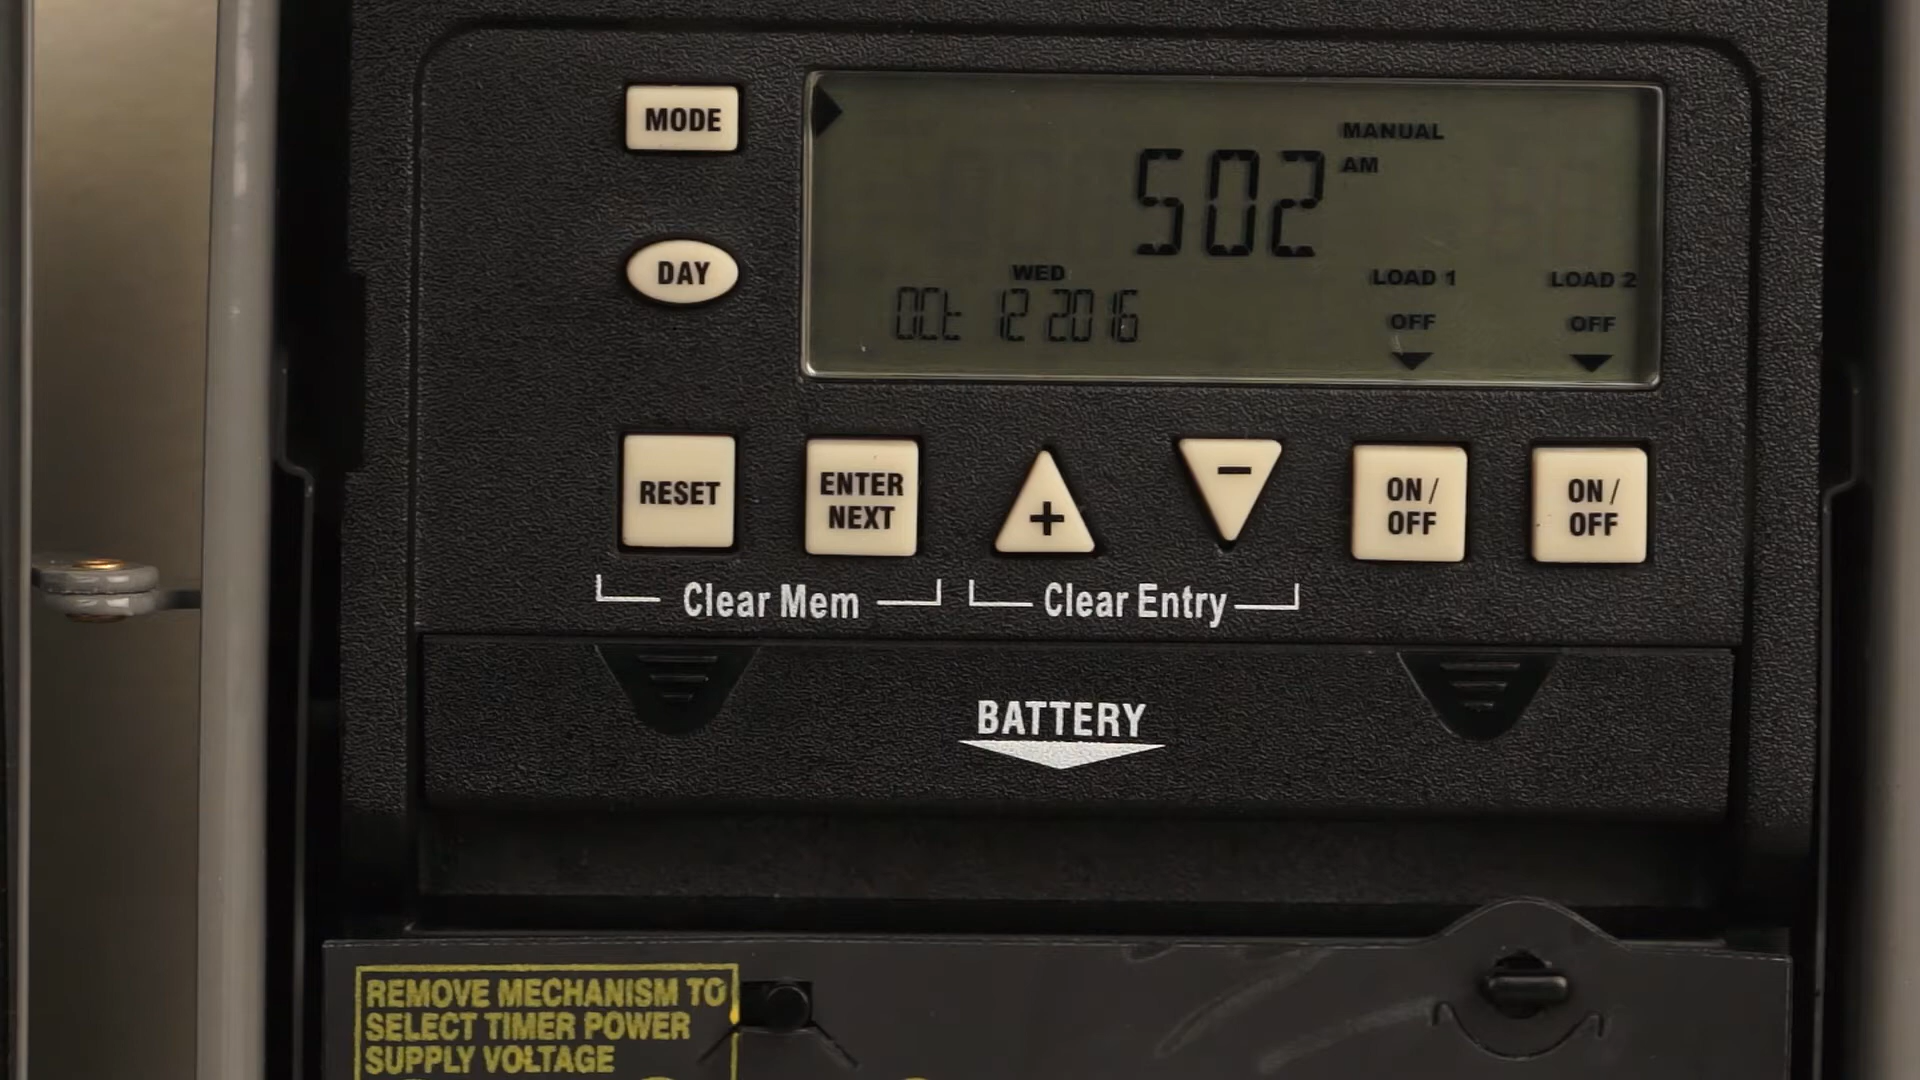 MODE
MANUAL
502 AM
DAY
WED
OCt 12 2016
LOAD 1
LOAD 2
OFF
OFF
RESET
ENTER
NEXT
+
−
ON /
OFF
ON /
OFF
Clear Mem
Clear Entry
BATTERY
REMOVE MECHANISM TO
SELECT TIMER POWER
SUPPLY VOLTAGE